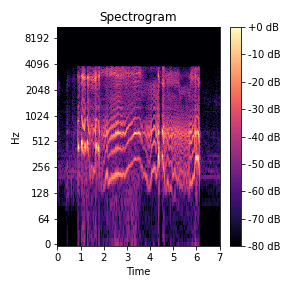 Spectrogram
+0 dB
8192
-10 dB
4096
-20 dB
2048
-30 dB
1024
Hz
512
-40 dB
256
-50 dB
128
-60 dB
64
-70 dB
0
-80 dB
0 1 2 3 4 5 6 7
Time